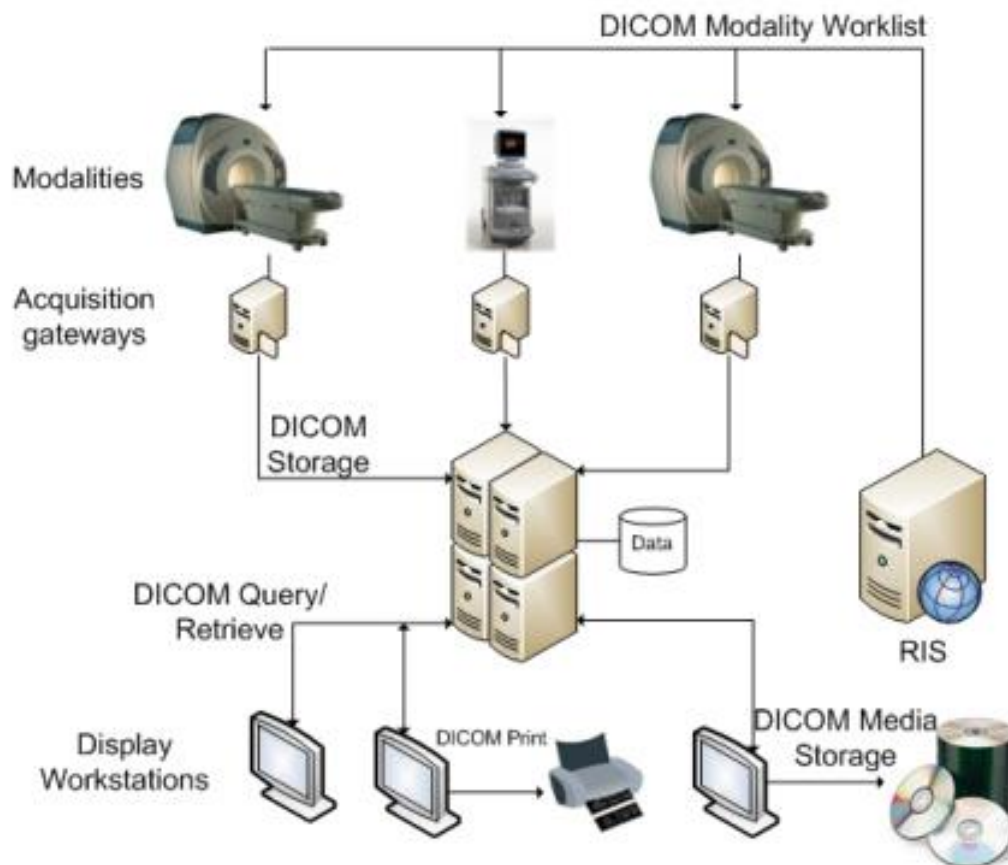 DICOM Modality Worklist
Modalities
Acquisition
gateways
DICOM
Storage
Data
DICOM Query/
Retrieve
RIS
Display
Workstations
DICOM Print
DICOM Media
Storage